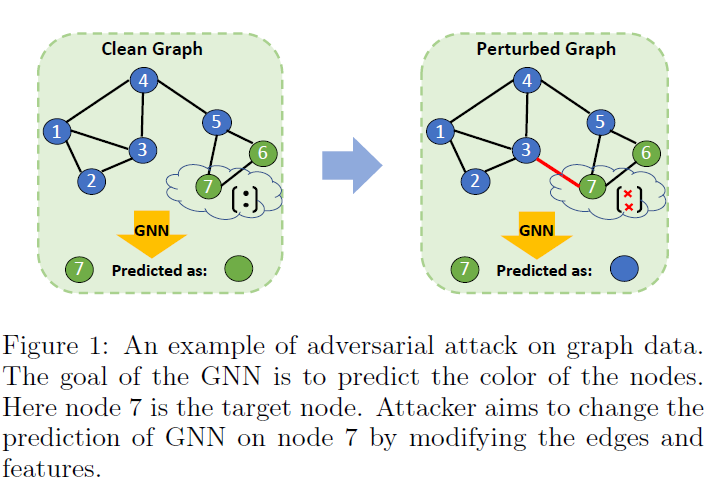 Clean Graph
4
1
5
3
6
2
7
GNN
7 Predicted as:
Perturbed Graph
4
1
5
3
6
2
7
GNN
7 Predicted as:
Figure 1: An example of adversarial attack on graph data.
The goal of the GNN is to predict the color of the nodes.
Here node 7 is the target node. Attacker aims to change the
prediction of GNN on node 7 by modifying the edges and
features.